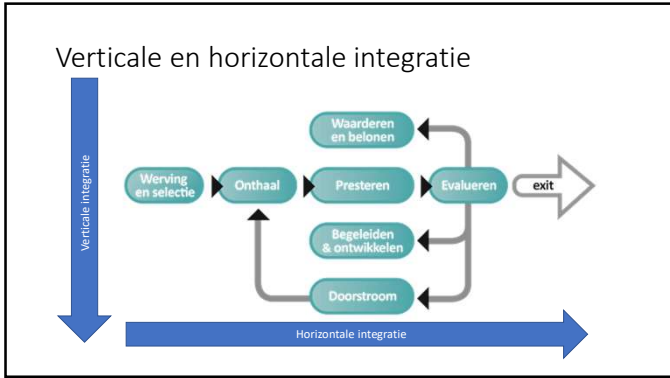 Verticale en horizontale integratie
Verticale integratie
Waarderen
en belonen
Werving
en selectie
Onthaal
Presteren
Evalueren
exit
Begeleiden
& ontwikkelen
Doorstroom
Horizontale integratie